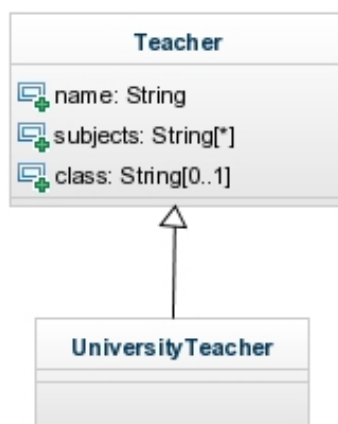 Teacher
name: String
subjects: String[*]
class: String[0..1]
UniversityTeacher